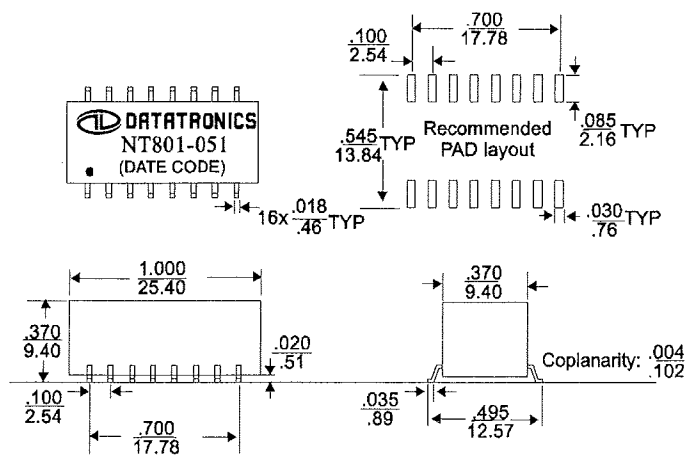 DATATRONICS
NT801-051
(DATE CODE)
16x .018/.46 TYP
.100/2.54
.700/17.78
.545/13.84 TYP
Recommended
PAD layout
.085/2.16 TYP
.030/.76 TYP
1.000/25.40
.370/9.40
.020/.51
.100/2.54
.700/17.78
.370/9.40
Coplanarity: .004/.102
.035/.89
.495/12.57